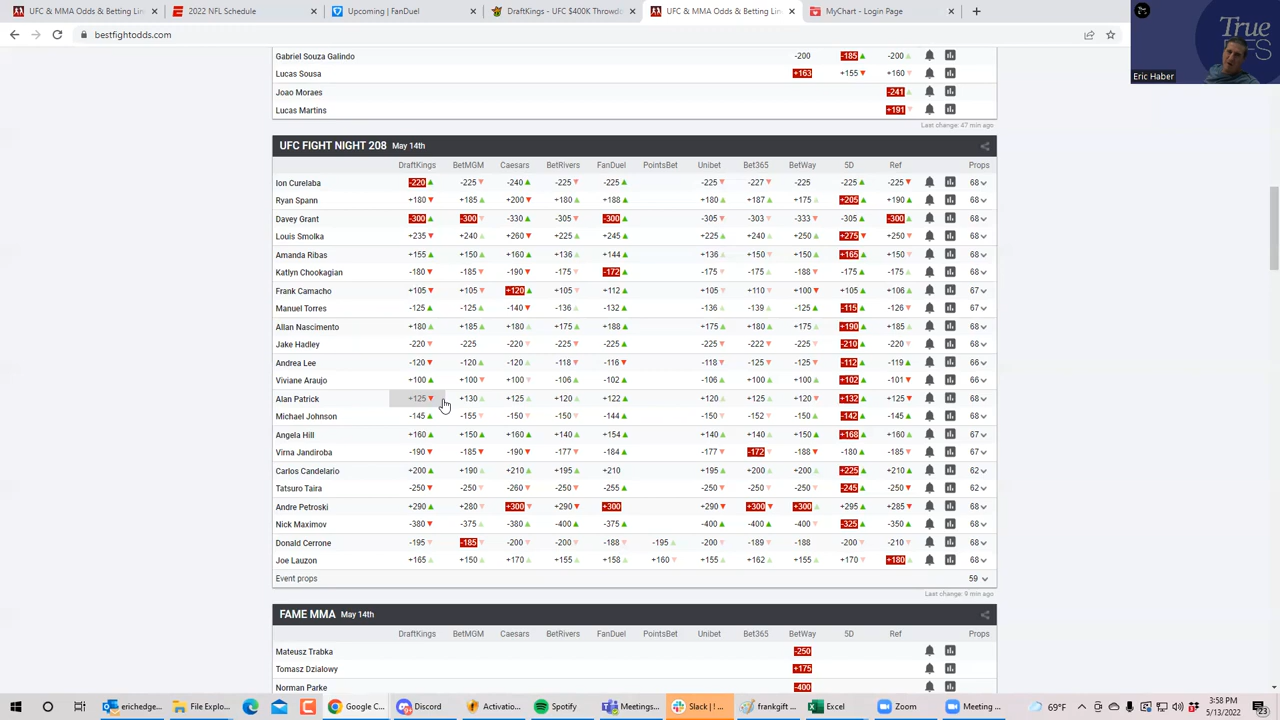 UFC & MMA Odds & Betting Lin
2022 NFL Schedule
Upcoming | FanDuel
DraftKings - UFC $400K Throw
UFC & MMA Odds & Betting Lin
MyChart - Login Page
bestfightodds.com
True
FS
Eric Haber
Gabriel Souza Galindo -200 -185 -200
Lucas Sousa +163 +155 +160
Joao Moraes -241
Lucas Martins +191
Last change: 47 min ago
UFC FIGHT NIGHT 208 May 14th
DraftKings BetMGM Caesars BetRivers FanDuel PointsBet Unibet Bet365 BetWay 5D Ref Props
Ion Curelaba -220 -225 -240 -225 -225 -225 -227 -225 -225 -225 68
Ryan Spann +180 +185 +200 +180 +188 +180 +187 +175 +205 +190 68
Davey Grant -300 -300 -330 -305 -300 -305 -303 -333 -305 -300 68
Louis Smolka +235 +240 +260 +225 +245 +225 +240 +250 +275 +250 68
Amanda Ribas +155 +150 +160 +136 +144 +136 +150 +150 +165 +150 68
Katlyn Chookagian -180 -185 -190 -175 -172 -175 -175 -188 -175 -175 68
Frank Camacho +105 +105 +120 +105 +112 +105 +110 +100 +105 +106 67
Manuel Torres -125 -125 -140 -136 -132 -136 -139 -125 -115 -126 67
Allan Nascimento +180 +185 +180 +175 +188 +175 +180 +175 +190 +185 68
Jake Hadley -220 -225 -220 -225 -225 -225 -222 -225 -210 -220 68
Andrea Lee -120 -120 -120 -118 -116 -118 -125 -125 -112 -119 66
Viviane Araujo +100 +100 +100 -106 -102 -106 +100 +100 +102 -101 68
Alan Patrick +125 +130 +125 +120 +122 +120 +125 +120 +132 +125 68
Michael Johnson -145 -155 -150 -150 -144 -150 -152 -150 -142 -145 68
Angela Hill +160 +150 +160 +140 +154 +140 +140 +150 +168 +160 67
Virna Jandiroba -190 -185 -190 -177 -184 -177 -172 -188 -180 -185 67
Carlos Candelario +200 +190 +210 +195 +210 +195 +200 +200 +225 +210 62
Tatsuro Taira -250 -250 -260 -250 -255 -250 -250 -250 -245 -250 68
Andre Petroski +290 +280 +300 +290 +300 +290 +300 +300 +295 +285 68
Nick Maximov -380 -375 -380 -400 -375 -400 -400 -400 -325 -350 68
Donald Cerrone -195 -185 -200 -200 -188 -195 -200 -189 -188 -200 -210 68
Joe Lauzon +165 +150 +170 +155 +158 +160 +155 +162 +155 +170 +180 68
Event props 59
Last change: 9 min ago
FAME MMA May 14th
DraftKings BetMGM Caesars BetRivers FanDuel PointsBet Unibet Bet365 BetWay 5D Ref Props
Mateusz Trabka -250
Tomasz Dzialowy +175
Norman Parke -400
erichiedge...
File Explor...
Google C...
Discord
Activation...
Spotify
Meetings...
Slack | ! ...
frankgift...
Excel
Zoom
Meeting ...
69°F
3:58 PM
5/13/2022